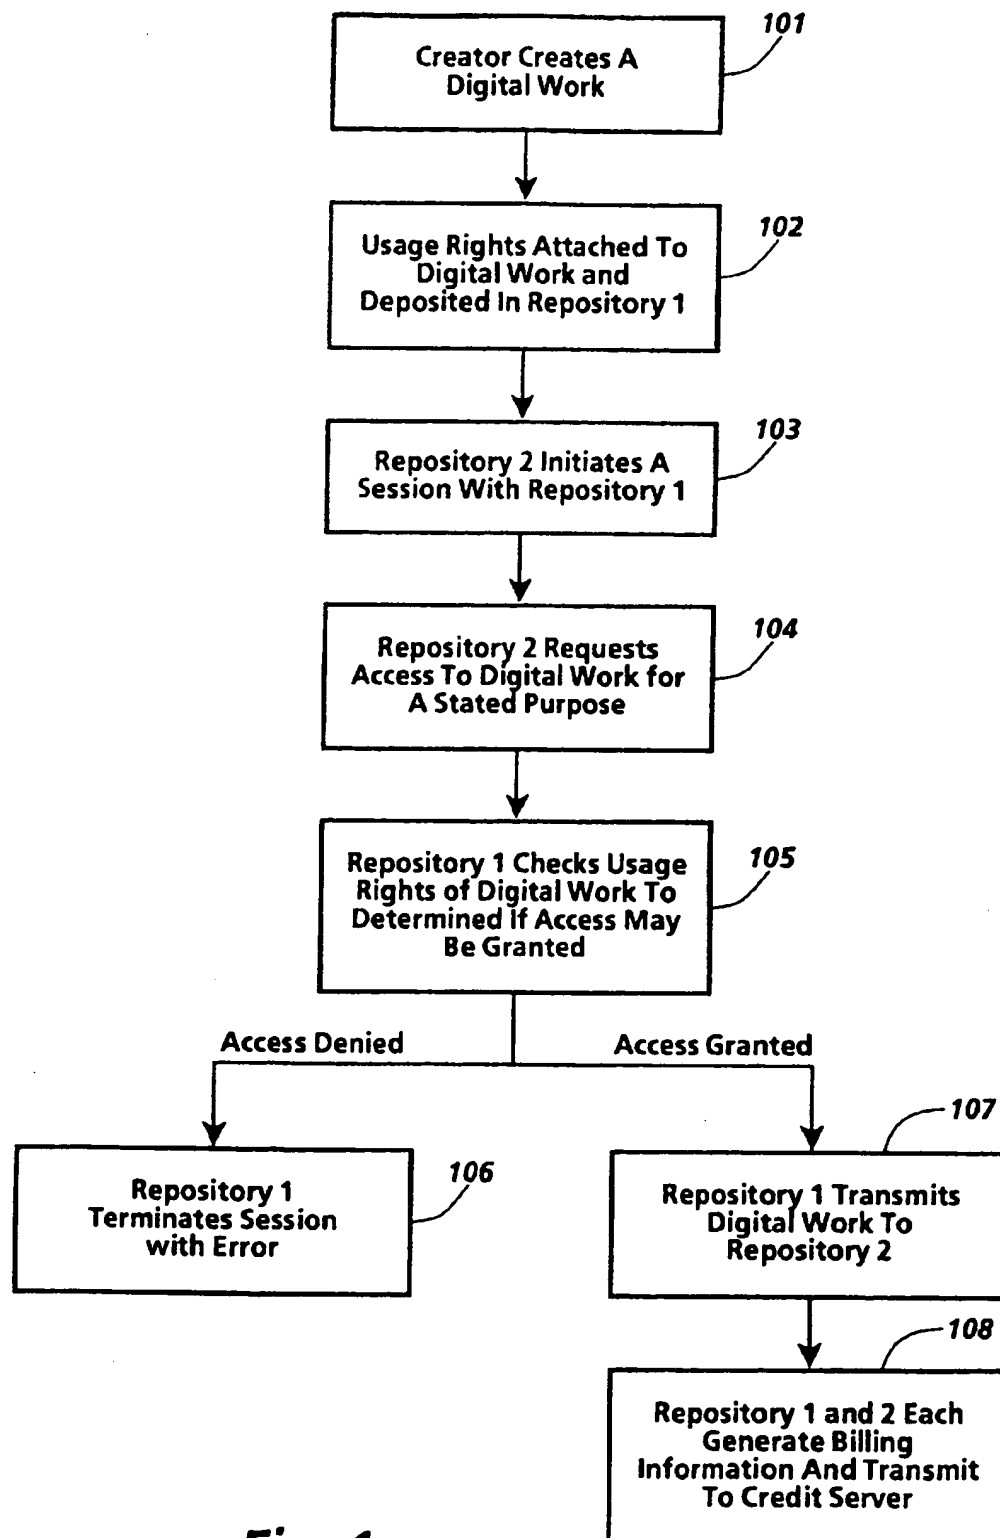 101
Creator Creates A
Digital Work
102
Usage Rights Attached To
Digital Work and
Deposited In Repository 1
103
Repository 2 Initiates A
Session With Repository 1
104
Repository 2 Requests
Access To Digital Work for
A Stated Purpose
105
Repository 1 Checks Usage
Rights of Digital Work To
Determined If Access May
Be Granted
Access Denied
Access Granted
106
Repository 1
Terminates Session
with Error
107
Repository 1 Transmits
Digital Work To
Repository 2
108
Repository 1 and 2 Each
Generate Billing
Information And Transmit
To Credit Server
Fig. 1